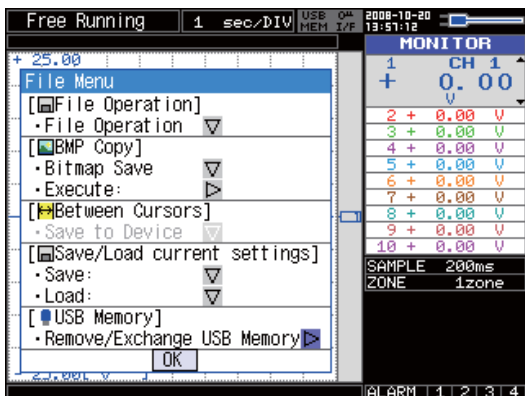 Free Running 1 sec/DIV USB MEM I/F 2008-10-20 13:57:12
MONITOR
+ 25.00
1 CH 1
+ 0.00
V
File Menu
[File Operation]
・File Operation
[BMP Copy]
・Bitmap Save
・Execute:
[Between Cursors]
・Save to Device
[Save/Load current settings]
・Save:
・Load:
[USB Memory]
・Remove/Exchange USB Memory
OK
- 25.00[ V
2 + 0.00 V
3 + 0.00 V
4 + 0.00 V
5 + 0.00 V
6 + 0.00 V
7 + 0.00 V
8 + 0.00 V
9 + 0.00 V
10 + 0.00 V
SAMPLE 200ms
ZONE 1zone
ALARM 1 2 3 4